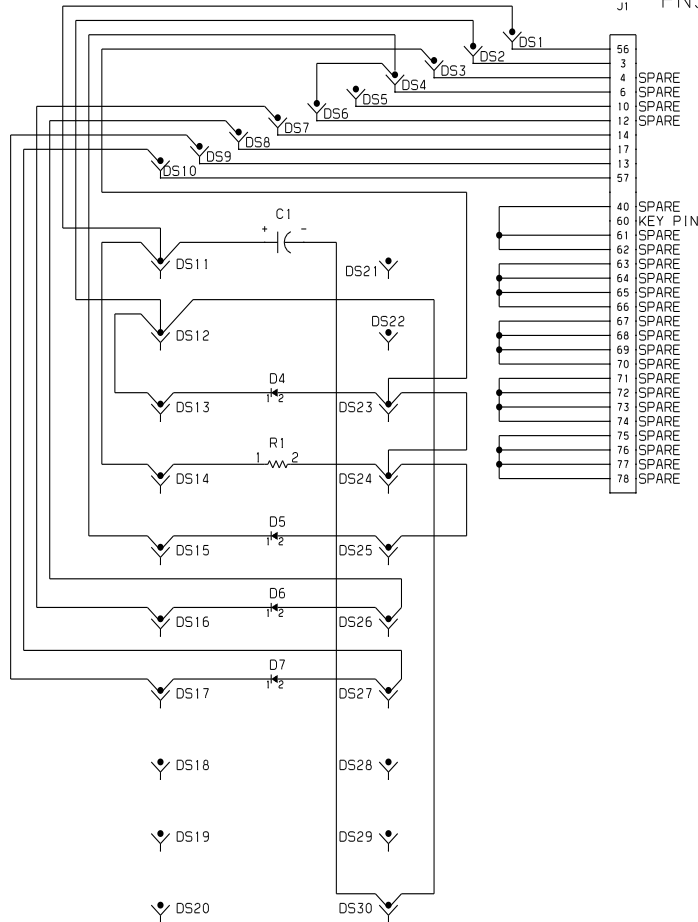 J1
DS1
56
DS2
3
DS3
4 SPARE
DS4
6 SPARE
DS5
10 SPARE
DS6
12 SPARE
DS7
14
DS8
17
DS9
13
DS10
57
40 SPARE
60 KEY PIN
61 SPARE
62 SPARE
63 SPARE
64 SPARE
65 SPARE
66 SPARE
67 SPARE
68 SPARE
69 SPARE
70 SPARE
71 SPARE
72 SPARE
73 SPARE
74 SPARE
75 SPARE
76 SPARE
77 SPARE
78 SPARE
C1
+ -
DS11
DS21
DS12
DS22
D4
1 2
DS13
DS23
R1
1 2
DS14
DS24
D5
1 2
DS15
DS25
D6
1 2
DS16
DS26
D7
1 2
DS17
DS27
DS18
DS28
DS19
DS29
DS20
DS30